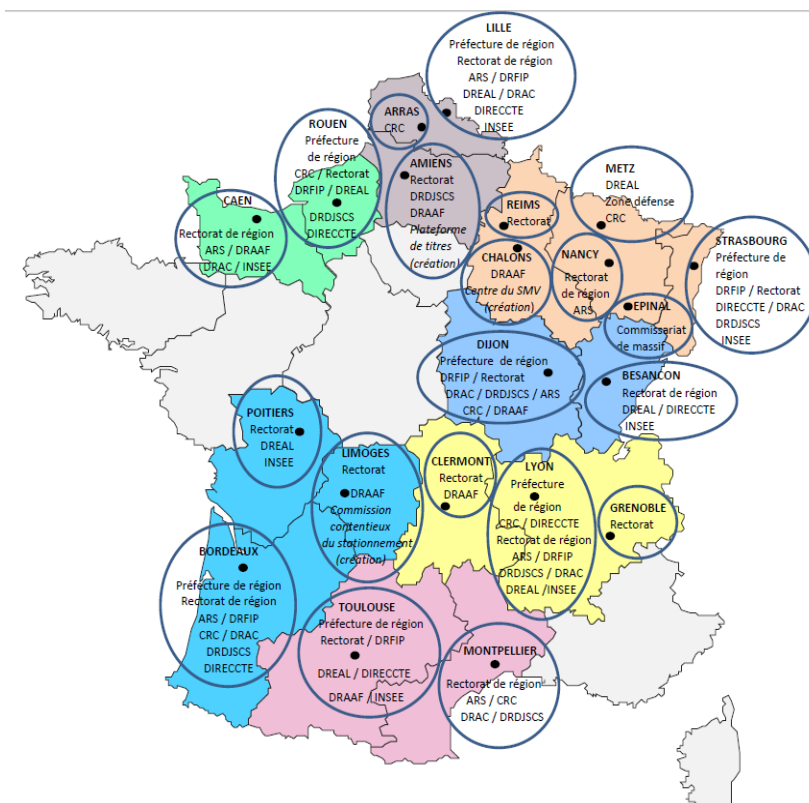 LILLE
Préfecture de région
Rectorat de région
ARS / DRFIP
DREAL / DRAC
DIRECCTE
INSEE
ARRAS
CRC
ROUEN
Préfecture
de région
CRC / Rectorat
DRFIP / DREAL
DRDJSCS
DIRECCTE
AMIENS
Rectorat
DRDJSCS
DRAAF
Plateforme
de titres
(création)
CAEN
Rectorat de région
ARS / DRAAF
DRAC / INSEE
REIMS
Rectorat
METZ
DREAL
Zone défense
CRC
CHALONS
DRAAF
Centre du SMV
(création)
NANCY
Rectorat
de région
ARS
STRASBOURG
Préfecture de
région
DRFIP / Rectorat
DIRECCTE / DRAC
DRDJSCS
INSEE
EPINAL
Commissariat
de massif
DIJON
Préfecture de région
DRFIP / Rectorat
DRAC / DRDJSCS / ARS
CRC / DRAAF
BESANCON
Rectorat de région
DREAL / DIRECCTE
INSEE
POITIERS
Rectorat
DREAL
INSEE
LIMOGES
Rectorat
DRAAF
Commission
contentieux
du stationnement
(création)
CLERMONT
Rectorat
DRAAF
LYON
Préfecture
de région
CRC / DIRECCTE
Rectorat de région
ARS / DRFIP
DRDJSCS / DRAC
DREAL /INSEE
GRENOBLE
Rectorat
BORDEAUX
Préfecture de région
Rectorat de région
ARS / DRFIP
CRC / DRAC
DRDJSCS
DIRECCTE
TOULOUSE
Préfecture de région
Rectorat / DRFIP
DREAL / DIRECCTE
DRAAF / INSEE
MONTPELLIER
Rectorat de région
ARS / CRC
DRAC / DRDJSCS